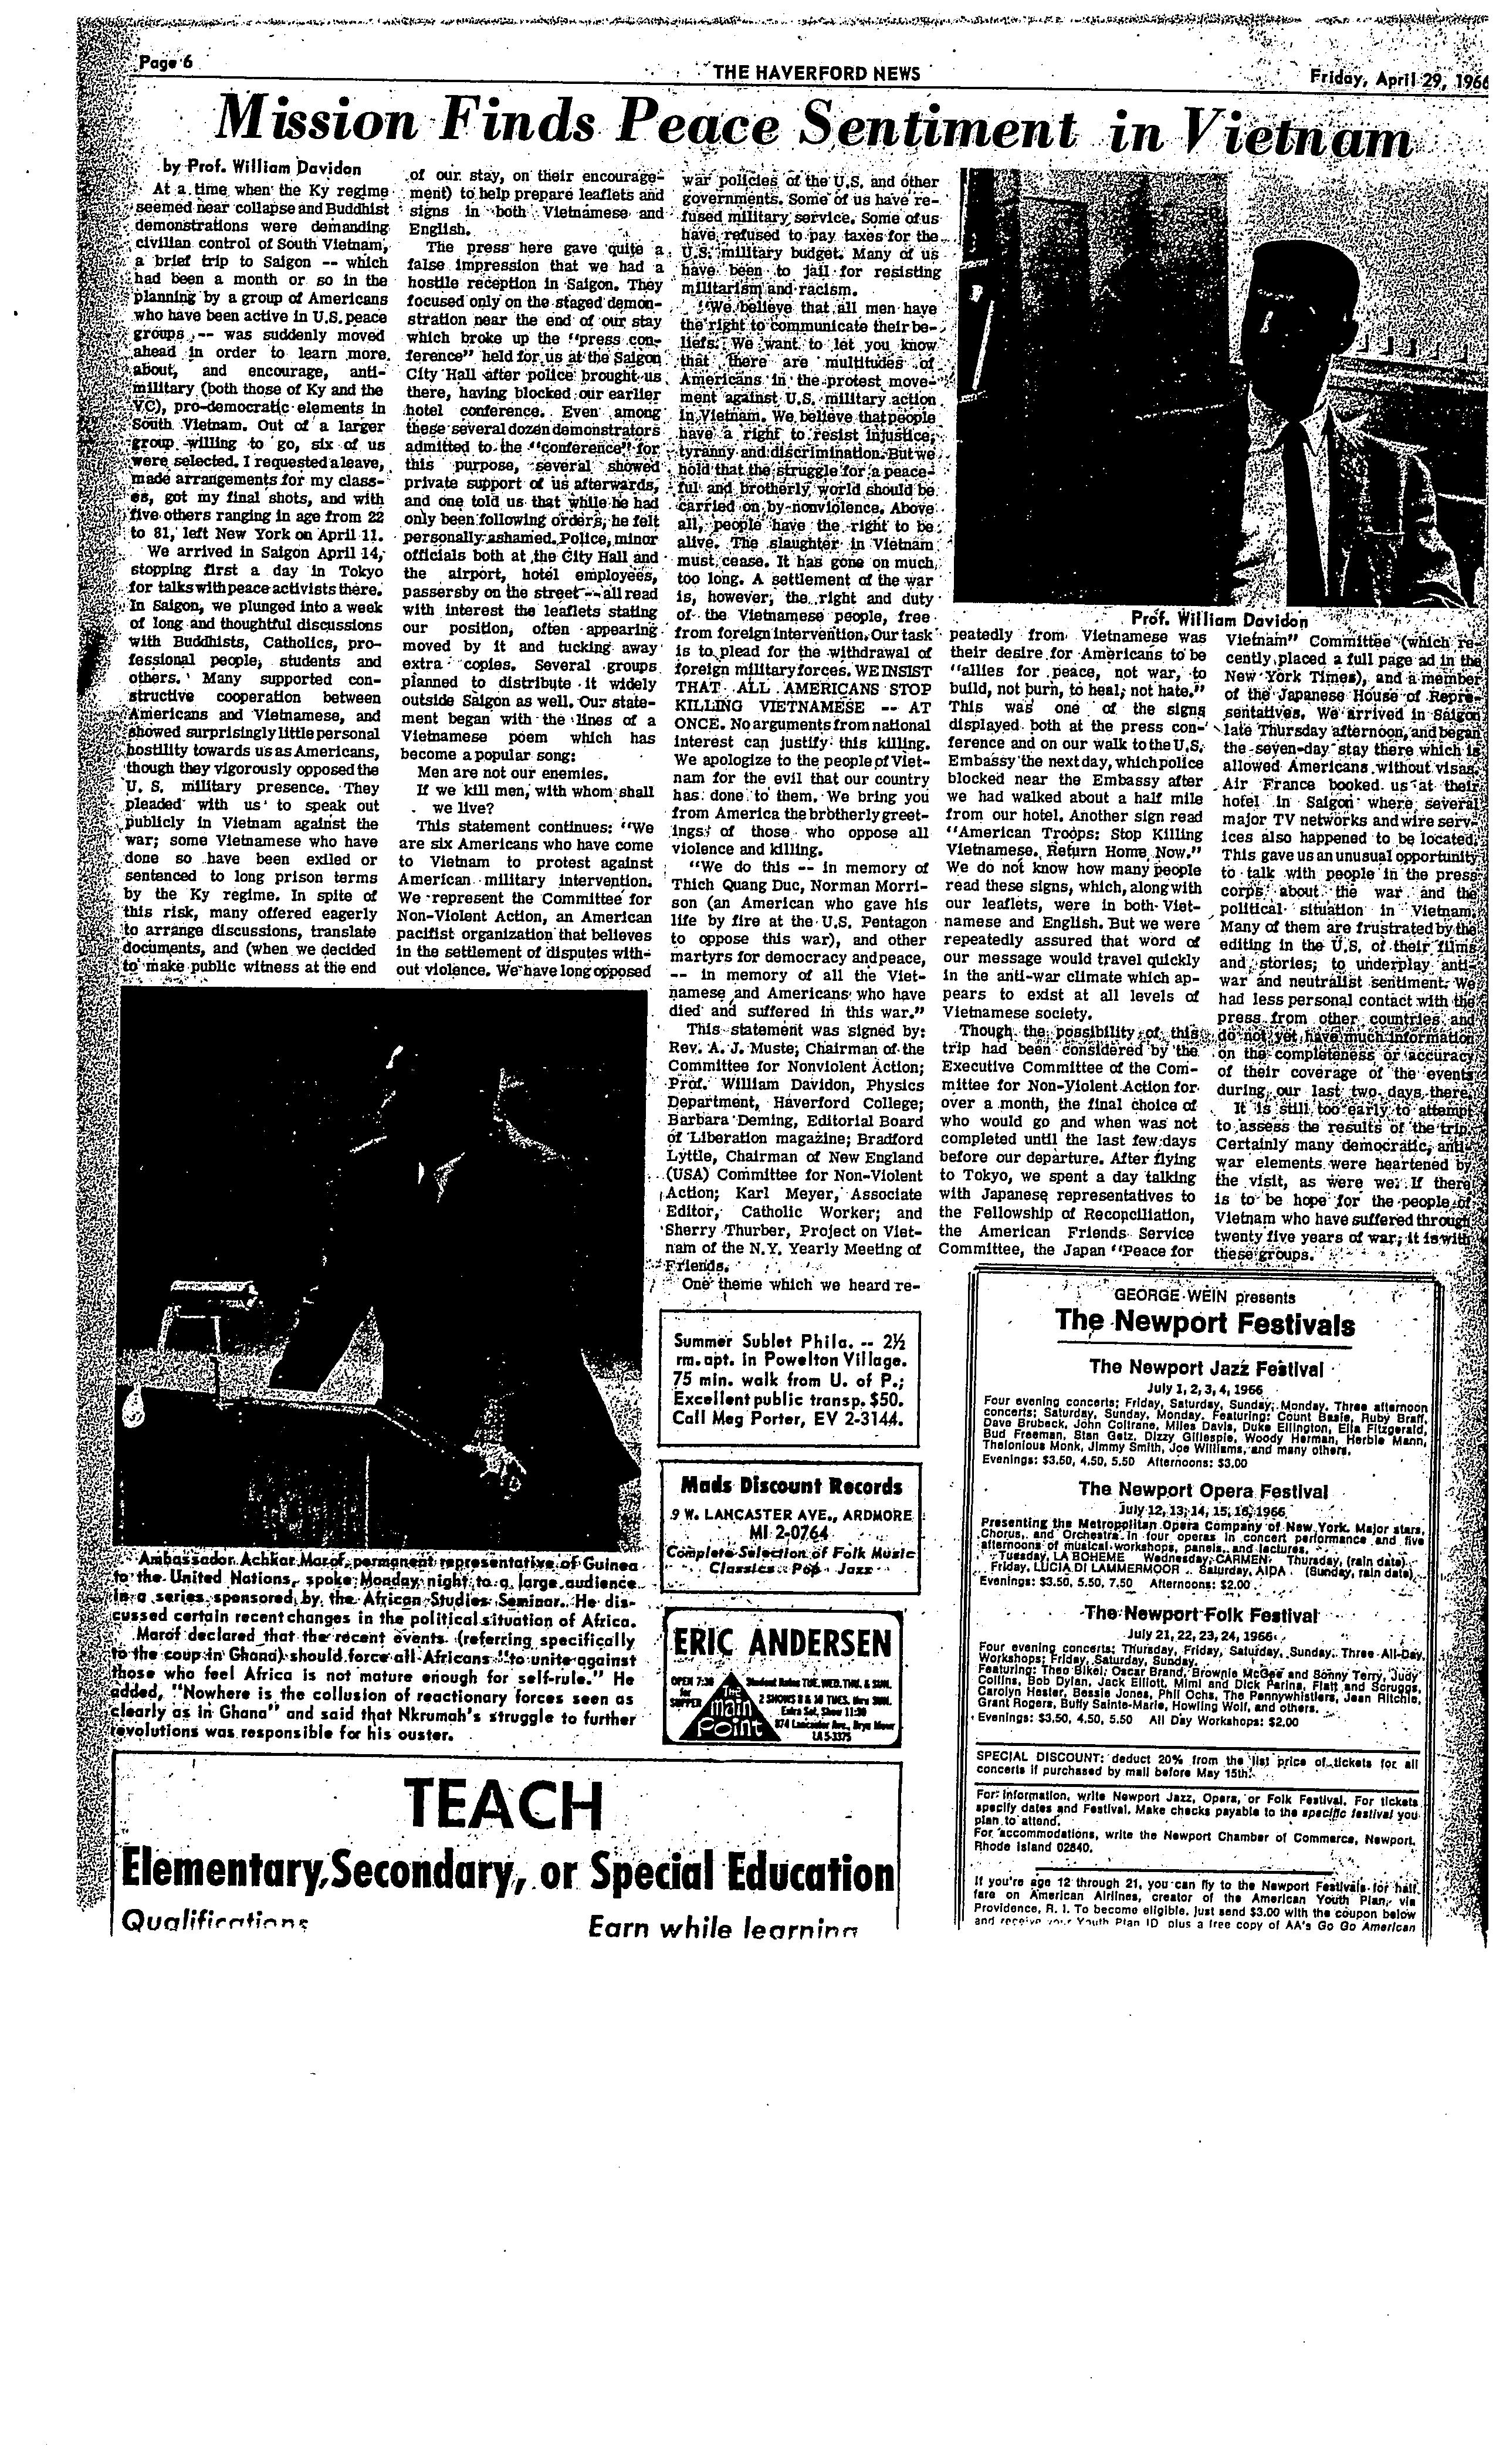 Page 6
THE HAVERFORD NEWS
Friday, April 29, 1966
Mission Finds Peace Sentiment in Vietnam
by Prof. William Davidon
At a time when the Ky regime
seemed near collapse and Buddhist
demonstrations were demanding
civilian control of South Vietnam,
a brief trip to Saigon -- which
had been a month or so in the
planning by a group of Americans
who have been active in U.S. peace
groups -- was suddenly moved
ahead in order to learn more
about, and encourage, anti-
military (both those of Ky and the
VC), pro-democratic elements in
South Vietnam. Out of a larger
group willing to go, six of us
were selected. I requested a leave,
made arrangements for my class-
es, got my final shots, and with
five others ranging in age from 22
to 81, left New York on April 11.
We arrived in Saigon April 14,
stopping first a day in Tokyo
for talks with peace activists there.
In Saigon, we plunged into a week
of long and thoughtful discussions
with Buddhists, Catholics, pro-
fessional people, students and
others. Many supported con-
structive cooperation between
Americans and Vietnamese, and
showed surprisingly little personal
hostility towards us as Americans,
though they vigorously opposed the
U. S. military presence. They
pleaded with us to speak out
publicly in Vietnam against the
war; some Vietnamese who have
done so have been exiled or
sentenced to long prison terms
by the Ky regime. In spite of
this risk, many offered eagerly
to arrange discussions, translate
documents, and (when we decided
to make public witness at the end
of our stay, on their encourage-
ment) to help prepare leaflets and
signs in both Vietnamese and
English.
The press here gave quite a
false impression that we had a
hostile reception in Saigon. They
focused only on the staged demon-
stration near the end of our stay
which broke up the "press con-
ference" held for us at the Saigon
City Hall after police brought us
there, having blocked our earlier
hotel conference. Even among
these several dozen demonstrators
admitted to the "conference" for
this purpose, several showed
private support of us afterwards,
and one told us that while he had
only been following orders, he felt
personally ashamed. Police, minor
officials both at the City Hall and
the airport, hotel employees,
passersby on the street -- all read
with interest the leaflets stating
our position, often appearing
moved by it and tucking away
extra copies. Several groups
planned to distribute it widely
outside Saigon as well. Our state-
ment began with the lines of a
Vietnamese poem which has
become a popular song:
Men are not our enemies.
If we kill men, with whom shall
we live?
This statement continues: "We
are six Americans who have come
to Vietnam to protest against
American military intervention.
We represent the Committee for
Non-Violent Action, an American
pacifist organization that believes
in the settlement of disputes with-
out violence. We have long opposed
war policies of the U.S. and other
governments. Some of us have re-
fused military service. Some of us
have refused to pay taxes for the
U.S. military budget. Many of us
have been to jail for resisting
militarism and racism.
"We believe that all men have
the right to communicate their be-
liefs. We want to let you know
that there are multitudes of
Americans in the protest move-
ment against U.S. military action
in Vietnam. We believe that people
have a right to resist injustice,
tyranny and discrimination. But we
hold that the struggle for a peace-
ful and brotherly world should be
carried on by nonviolence. Above
all, people have the right to be
alive. The slaughter in Vietnam
must cease. It has gone on much
too long. A settlement of the war
is, however, the right and duty
of the Vietnamese people, free
from foreign intervention. Our task
is to plead for the withdrawal of
foreign military forces. WE INSIST
THAT ALL AMERICANS STOP
KILLING VIETNAMESE -- AT
ONCE. No arguments from national
interest can justify this killing.
We apologize to the people of Viet-
nam for the evil that our country
has done to them. We bring you
from America the brotherly greet-
ings of those who oppose all
violence and killing.
"We do this -- in memory of
Thich Quang Duc, Norman Morri-
son (an American who gave his
life by fire at the U.S. Pentagon
to oppose this war), and other
martyrs for democracy and peace,
-- in memory of all the Viet-
namese and Americans who have
died and suffered in this war."
This statement was signed by:
Rev. A. J. Muste, Chairman of the
Committee for Nonviolent Action;
Prof. William Davidon, Physics
Department, Haverford College;
Barbara Deming, Editorial Board
of Liberation magazine; Bradford
Lyttle, Chairman of New England
(USA) Committee for Non-Violent
Action; Karl Meyer, Associate
Editor, Catholic Worker; and
Sherry Thurber, Project on Viet-
nam of the N.Y. Yearly Meeting of
Friends.
One theme which we heard re-
Prof. William Davidon
peatedly from Vietnamese was
their desire for Americans to be
"allies for peace, not war, to
build, not burn, to heal, not hate."
This was one of the signs
displayed both at the press con-
ference and on our walk to the U.S.
Embassy the next day, which police
blocked near the Embassy after
we had walked about a half mile
from our hotel. Another sign read
"American Troops: Stop Killing
Vietnamese. Return Home Now."
We do not know how many people
read these signs, which, along with
our leaflets, were in both Viet-
namese and English. But we were
repeatedly assured that word of
our message would travel quickly
in the anti-war climate which ap-
pears to exist at all levels of
Vietnamese society.
Though the possibility of this
trip had been considered by the
Executive Committee of the Com-
mittee for Non-Violent Action for
over a month, the final choice of
who would go and when was not
completed until the last few days
before our departure. After flying
to Tokyo, we spent a day talking
with Japanese representatives to
the Fellowship of Reconciliation,
the American Friends Service
Committee, the Japan "Peace for
Vietnam" Committee (which re-
cently placed a full page ad in the
New York Times), and a member
of the Japanese House of Repre-
sentatives. We arrived in Saigon
late Thursday afternoon, and began
the seven-day stay there which is
allowed Americans without visas.
Air France booked us at their
hotel in Saigon where several
major TV networks and wire serv-
ices also happened to be located.
This gave us an unusual opportunity
to talk with people in the press
corps about the war and the
political situation in Vietnam.
Many of them are frustrated by the
editing in the U.S. of their films
and stories; to underplay anti-
war and neutralist sentiment. We
had less personal contact with the
press from other countries and
do not yet have much information
on the completeness or accuracy
of their coverage of the events
during our last two days there.
It is still too early to attempt
to assess the results of the trip.
Certainly many democratic, anti-
war elements were heartened by
the visit, as were we. If there
is to be hope for the people of
Vietnam who have suffered through
twenty five years of war, it is with
these groups.
Ambassador Achkar Marof, permanent representative of Guinea
to the United Nations, spoke Monday night to a large audience
in a series sponsored by the African Studies Seminar. He dis-
cussed certain recent changes in the political situation of Africa.
Marof declared that the recent events (referring specifically
to the coup in Ghana) should force all Africans "to unite against
those who feel Africa is not mature enough for self-rule." He
added, "Nowhere is the collusion of reactionary forces seen as
clearly as in Ghana" and said that Nkrumah's struggle to further
revolutions was responsible for his ouster.
Summer Sublet Phila. -- 2½
rm. apt. in Powelton Village.
75 min. walk from U. of P.;
Excellent public transp. $50.
Call Meg Porter, EV 2-3144.
Mads Discount Records
9 W. LANCASTER AVE., ARDMORE
MI 2-0764
Complete Selection of Folk Music
Classics Pop Jazz
ERIC ANDERSEN
OPEN 7:30
for
SUPPER
The
main
point
Student Rates TUE. WED. THU. & SUN.
2 SHOWS 8 & 10 TUES. thru SUN.
Extra Sat. Show 11:30
874 Lancaster Ave., Bryn Mawr
LA 5-3375
TEACH
Elementary, Secondary, or Special Education
Qualifications
Earn while learning
GEORGE WEIN presents
The Newport Festivals
The Newport Jazz Festival
July 1, 2, 3, 4, 1966
Four evening concerts; Friday, Saturday, Sunday, Monday. Three afternoon
concerts; Saturday, Sunday, Monday. Featuring: Count Basie, Ruby Braff,
Dave Brubeck, John Coltrane, Miles Davis, Duke Ellington, Ella Fitzgerald,
Bud Freeman, Stan Getz, Dizzy Gillespie, Woody Herman, Herbie Mann,
Thelonious Monk, Jimmy Smith, Joe Williams, and many others.
Evenings: $3.50, 4.50, 5.50 Afternoons: $3.00
The Newport Opera Festival
July 12, 13, 14, 15, 16, 1966
Presenting the Metropolitan Opera Company of New York. Major stars,
Chorus, and Orchestra in four operas in concert performance and five
afternoons of musical workshops, panels, and lectures.
Tuesday, LA BOHEME Wednesday, CARMEN Thursday, (rain date)
Friday, LUCIA DI LAMMERMOOR Saturday, AIDA (Sunday, rain date)
Evenings: $3.50, 5.50, 7.50 Afternoons: $2.00
The Newport Folk Festival
July 21, 22, 23, 24, 1966
Four evening concerts; Thursday, Friday, Saturday, Sunday. Three All-Day
Workshops; Friday, Saturday, Sunday.
Featuring: Theo Bikel, Oscar Brand, Brownie McGee and Sonny Terry, Judy
Collins, Bob Dylan, Jack Elliott, Mimi and Dick Farina, Flatt and Scruggs,
Carolyn Hester, Bessie Jones, Phil Ochs, The Pennywhistlers, Jean Ritchie,
Grant Rogers, Buffy Sainte-Marie, Howling Wolf, and others.
Evenings: $3.50, 4.50, 5.50 All Day Workshops: $2.00
SPECIAL DISCOUNT: deduct 20% from the list price of tickets for all
concerts if purchased by mail before May 15th.
For information, write Newport Jazz, Opera, or Folk Festival. For tickets
specify dates and Festival. Make checks payable to the specific festival you
plan to attend.
For accommodations, write the Newport Chamber of Commerce, Newport,
Rhode Island 02840.
If you're age 12 through 21, you can fly to the Newport Festivals for half
fare on American Airlines, creator of the American Youth Plan, via
Providence, R. I. To become eligible, just send $3.00 with the coupon below
and receive your Youth Plan ID plus a free copy of AA's Go Go American